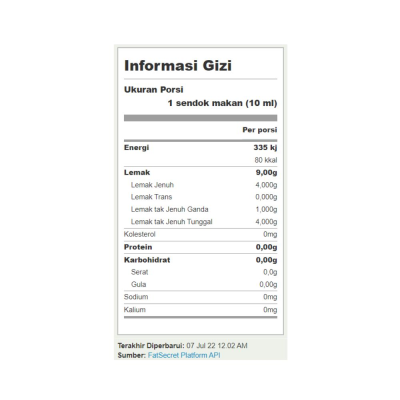 Informasi Gizi
Ukuran Porsi
1 sendok makan (10 ml)
Per porsi
Energi 335 kj
80 kkal
Lemak 9,00g
Lemak Jenuh 4,000g
Lemak Trans 0,000g
Lemak tak Jenuh Ganda 1,000g
Lemak tak Jenuh Tunggal 4,000g
Kolesterol 0mg
Protein 0,00g
Karbohidrat 0,00g
Serat 0,0g
Gula 0,00g
Sodium 0mg
Kalium 0mg
Terakhir Diperbarui: 07 Jul 22 12.02 AM
Sumber: FatSecret Platform API